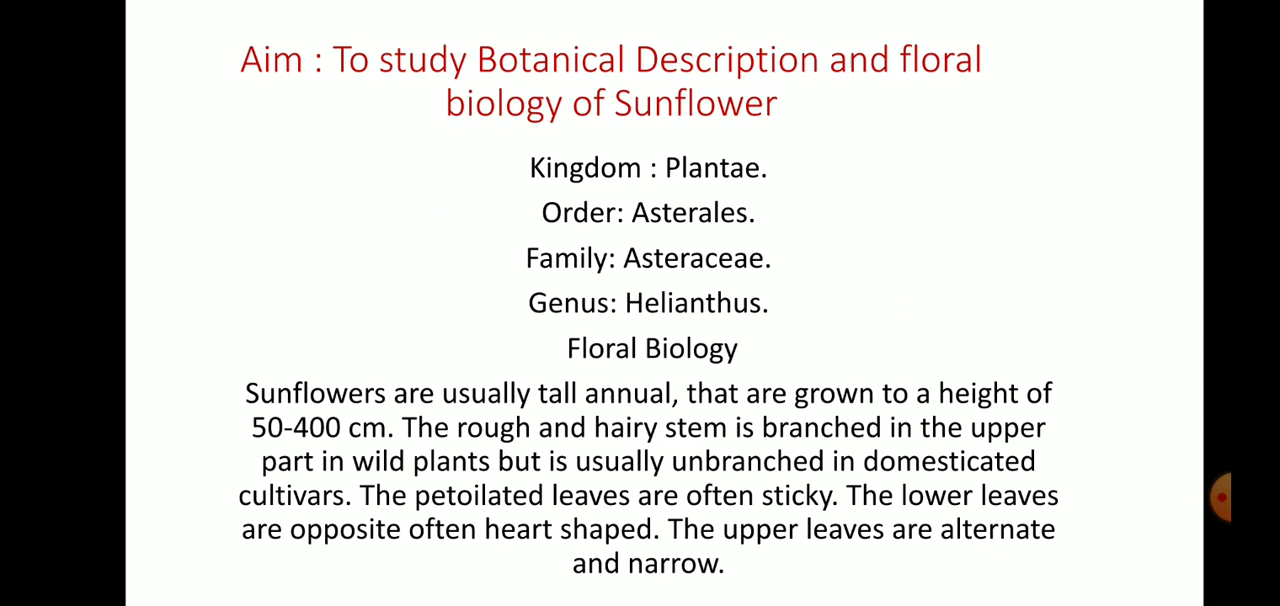 Aim : To study Botanical Description and floral
biology of Sunflower
Kingdom : Plantae.
Order: Asterales.
Family: Asteraceae.
Genus: Helianthus.
Floral Biology
Sunflowers are usually tall annual, that are grown to a height of
50-400 cm. The rough and hairy stem is branched in the upper
part in wild plants but is usually unbranched in domesticated
cultivars. The petoilated leaves are often sticky. The lower leaves
are opposite often heart shaped. The upper leaves are alternate
and narrow.